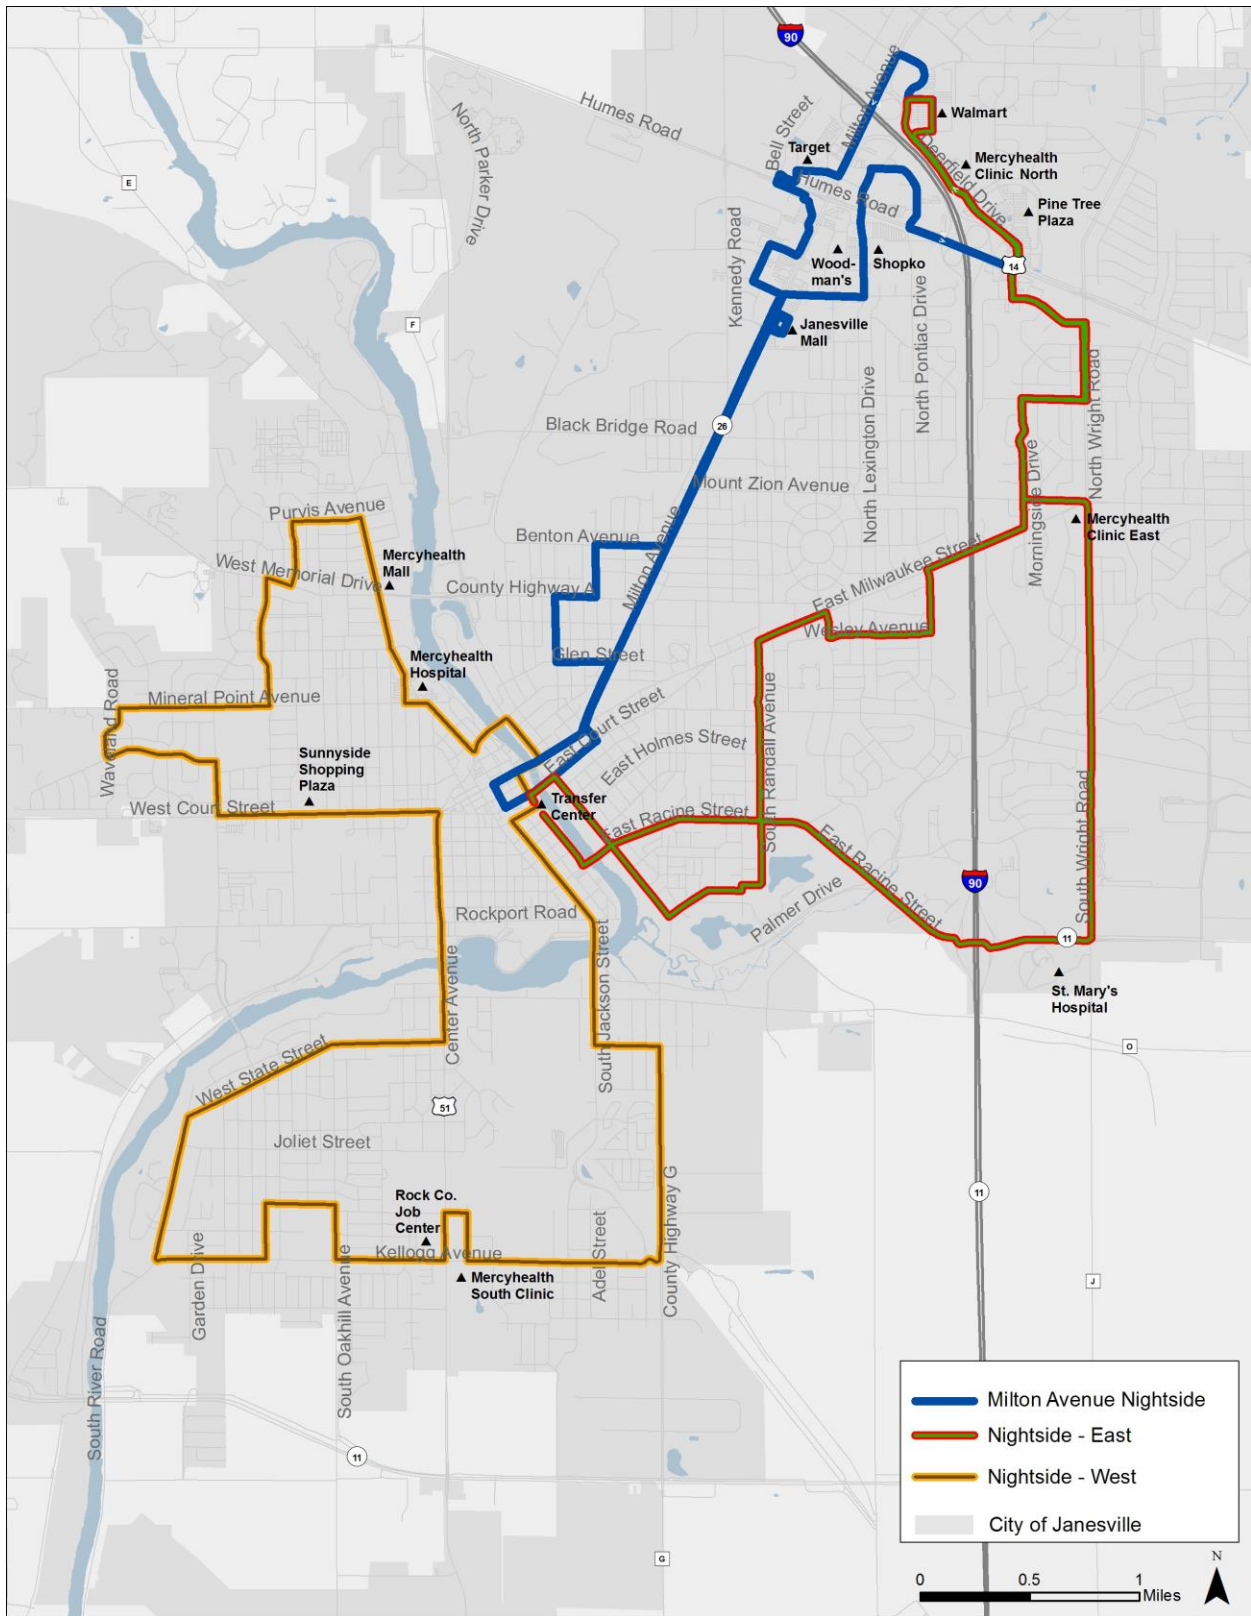 90
Milton Avenue
Humes Road
Bell Street
North Parker Drive
Walmart
Target
Deerfield Drive
Mercyhealth
Clinic North
E
Humes Road
Pine Tree
Plaza
Kennedy Road
Wood-
man's
Shopko
14
North Pontiac Drive
F
Janesville
Mall
North Lexington Drive
North Wright Road
Black Bridge Road
26
Mount Zion Avenue
Morningside Drive
Purvis Avenue
Benton Avenue
Mercyhealth
Clinic East
Milton Avenue
West Memorial Drive
Mercyhealth
Mall
County Highway A
East Milwaukee Street
Wesley Avenue
Glen Street
Mercyhealth
Hospital
Mineral Point Avenue
Waveland Road
East Court Street
East Holmes Street
South Randall Avenue
Sunnyside
Shopping
Plaza
West Court Street
Transfer
Center
East Racine Street
East Racine Street
South Wright Road
90
Palmer Drive
Rockport Road
11
Center Avenue
South Jackson Street
St. Mary's
Hospital
O
West State Street
51
Joliet Street
11
Rock Co.
Job
Center
Kellogg Avenue
Adel Street
County Highway G
Mercyhealth
South Clinic
Garden Drive
South Oakhill Avenue
J
South River Road
11
G
Milton Avenue Nightside
Nightside - East
Nightside - West
City of Janesville
N
0 0.5 1
Miles